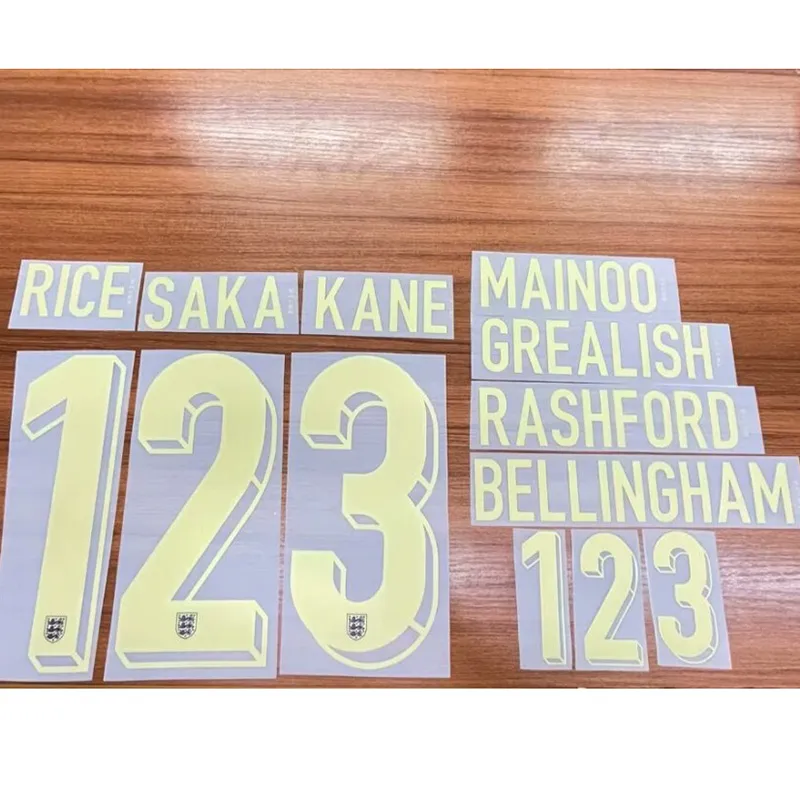 RICE
SAKA
KANE
MAINOO
GREALISH
RASHFORD
BELLINGHAM
1
2
3
1
2
3